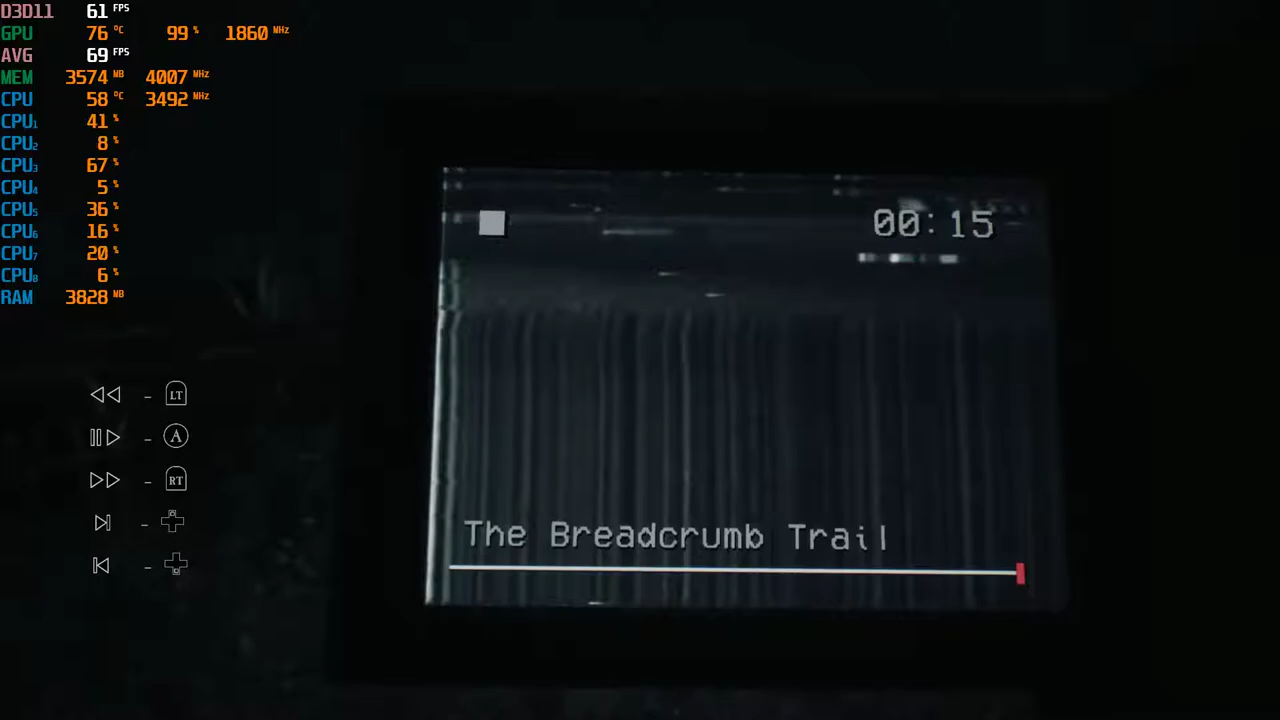 D3D11 61 FPS
GPU 76 °C 99 % 1860 MHz
AVG 69 FPS
MEM 3574 MB 4007 MHz
CPU 58 °C 3492 MHz
CPU1 41 %
CPU2 8 %
CPU3 67 %
CPU4 5 %
CPU5 36 %
CPU6 16 %
CPU7 20 %
CPU8 6 %
RAM 3828 MB
00:15
- LT
- A
- RT
-
-
The Breadcrumb Trail